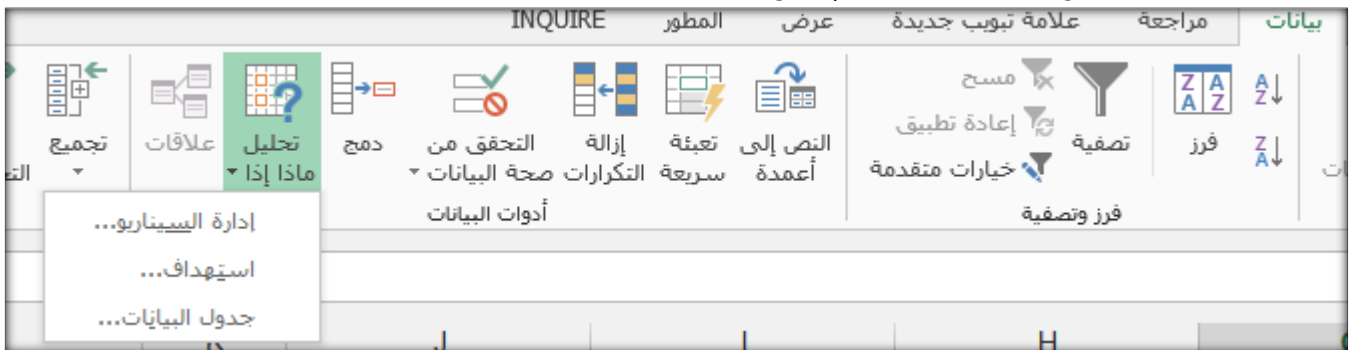 بيانات مراجعة علامة تبويب جديدة عرض المطور INQUIRE
فرز
تصفية
مسح
إعادة تطبيق
خيارات متقدمة
فرز وتصفية
النص إلى
أعمدة
تعبئة
سريعة
إزالة
التكرارات
التحقق من
صحة البيانات
دمج
تحليل
ماذا إذا
علاقات
تجميع
أدوات البيانات
إدارة السيناريو...
استهداف...
جدول البيانات...
H I J